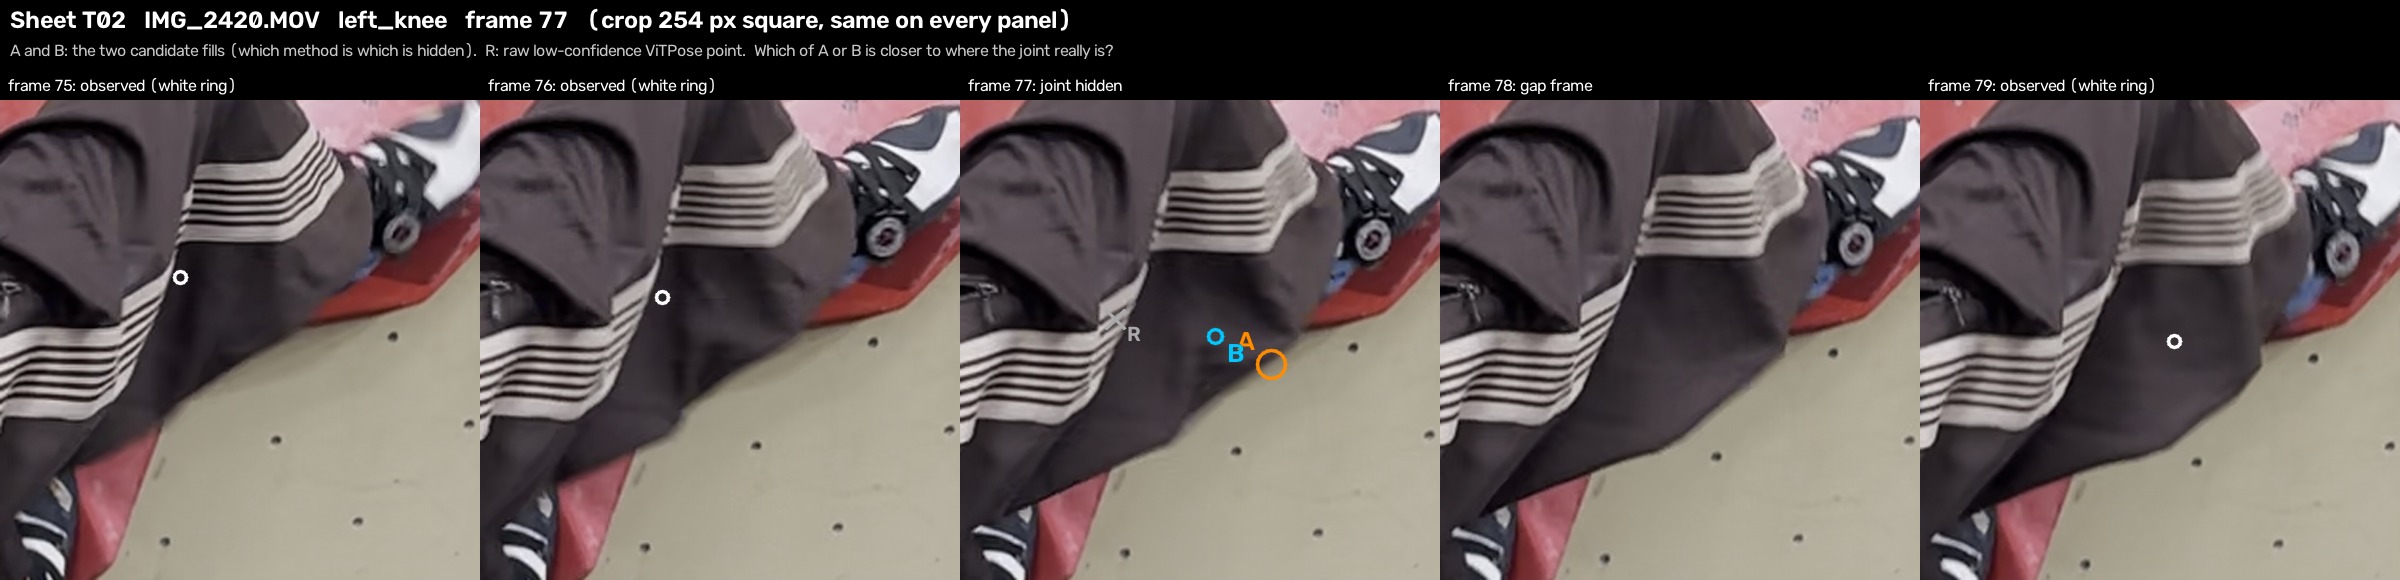 Sheet T02 IMG_2420.MOV left_knee frame 77 (crop 254 px square, same on every panel)
A and B: the two candidate fills (which method is which is hidden). R: raw low-confidence ViTPose point. Which of A or B is closer to where the joint really is?
frame 75: observed (white ring)
frame 76: observed (white ring)
frame 77: joint hidden
frame 78: gap frame
frame 79: observed (white ring)
R
A
B